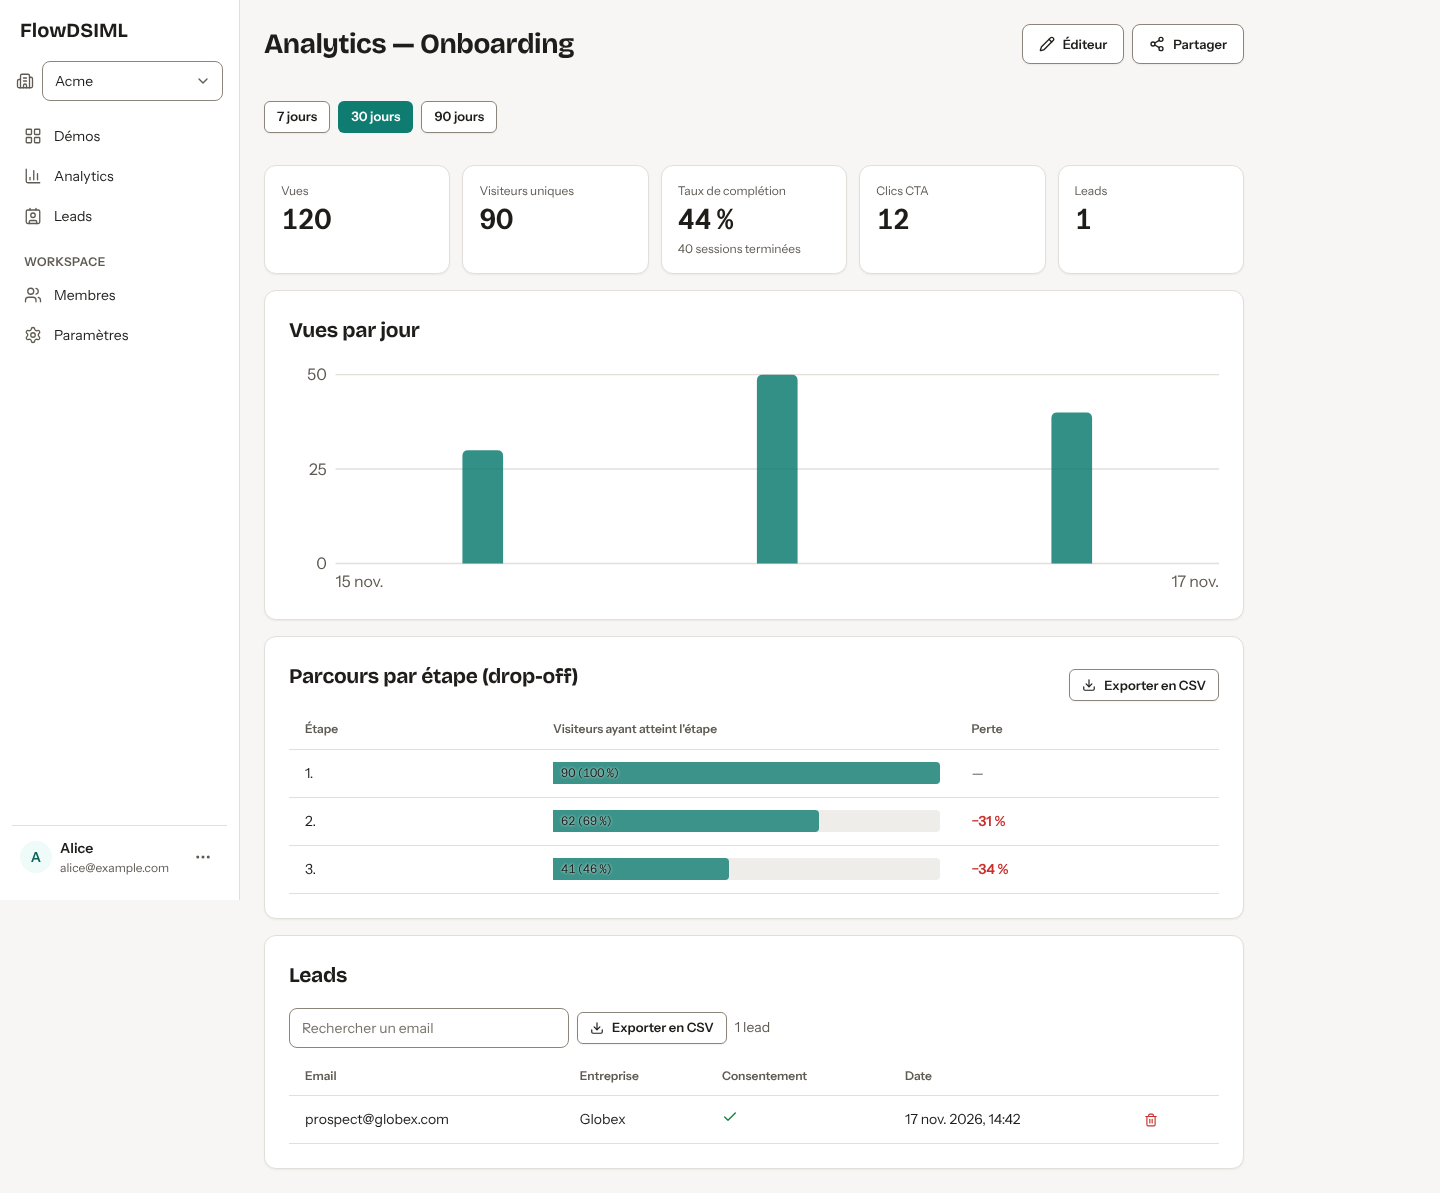 FlowDSIML
Acme
Démos
Analytics
Leads
WORKSPACE
Membres
Paramètres
A
Alice
alice@example.com
Analytics — Onboarding
Éditeur
Partager
7 jours
30 jours
90 jours
Vues
120
Visiteurs uniques
90
Taux de complétion
44 %
40 sessions terminées
Clics CTA
12
Leads
1
Vues par jour
50
25
0
15 nov.
17 nov.
Parcours par étape (drop-off)
Exporter en CSV
Étape Visiteurs ayant atteint l'étape Perte
1. 90 (100 %) —
2. 62 (69 %) −31 %
3. 41 (46 %) −34 %
Leads
Rechercher un email
Exporter en CSV
1 lead
Email Entreprise Consentement Date
prospect@globex.com Globex 17 nov. 2026, 14:42